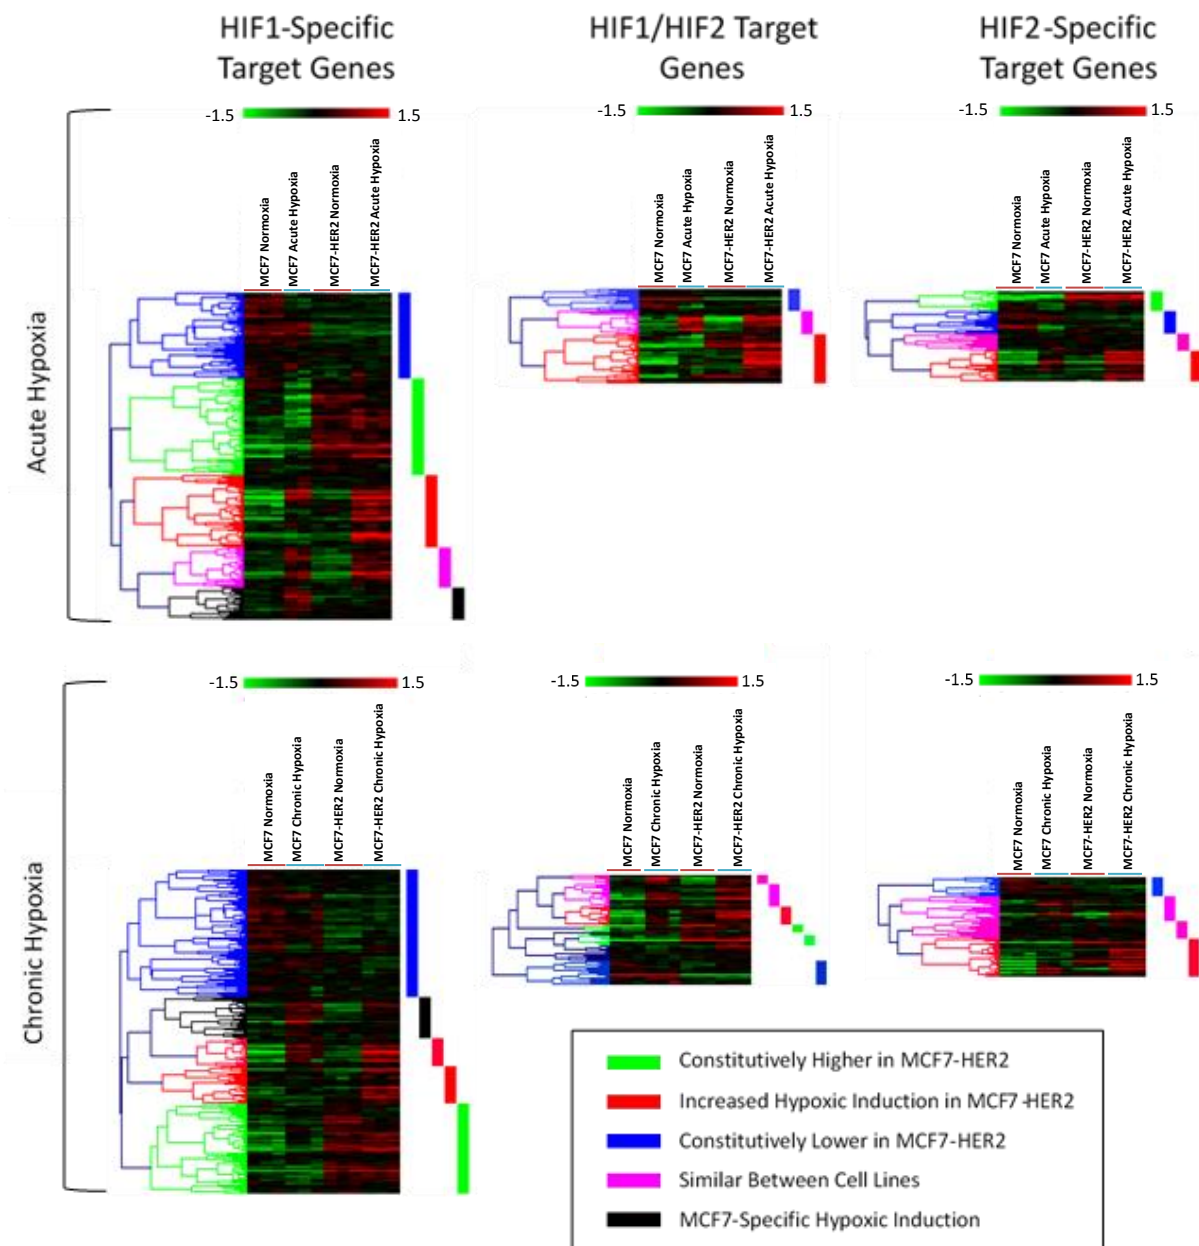 HIF1-Specific
Target Genes
HIF1/HIF2 Target
Genes
HIF2-Specific
Target Genes
-1.5 1.5
-1.5 1.5
-1.5 1.5
Acute Hypoxia
MCF7 Normoxia
MCF7 Acute Hypoxia
MCF7-HER2 Normoxia
MCF7-HER2 Acute Hypoxia
MCF7 Normoxia
MCF7 Acute Hypoxia
MCF7-HER2 Normoxia
MCF7-HER2 Acute Hypoxia
MCF7 Normoxia
MCF7 Acute Hypoxia
MCF7-HER2 Normoxia
MCF7-HER2 Acute Hypoxia
-1.5 1.5
-1.5 1.5
-1.5 1.5
Chronic Hypoxia
MCF7 Normoxia
MCF7 Chronic Hypoxia
MCF7-HER2 Normoxia
MCF7-HER2 Chronic Hypoxia
MCF7 Normoxia
MCF7 Chronic Hypoxia
MCF7-HER2 Normoxia
MCF7-HER2 Chronic Hypoxia
MCF7 Normoxia
MCF7 Chronic Hypoxia
MCF7-HER2 Normoxia
MCF7-HER2 Chronic Hypoxia
Constitutively Higher in MCF7-HER2
Increased Hypoxic Induction in MCF7-HER2
Constitutively Lower in MCF7-HER2
Similar Between Cell Lines
MCF7-Specific Hypoxic Induction